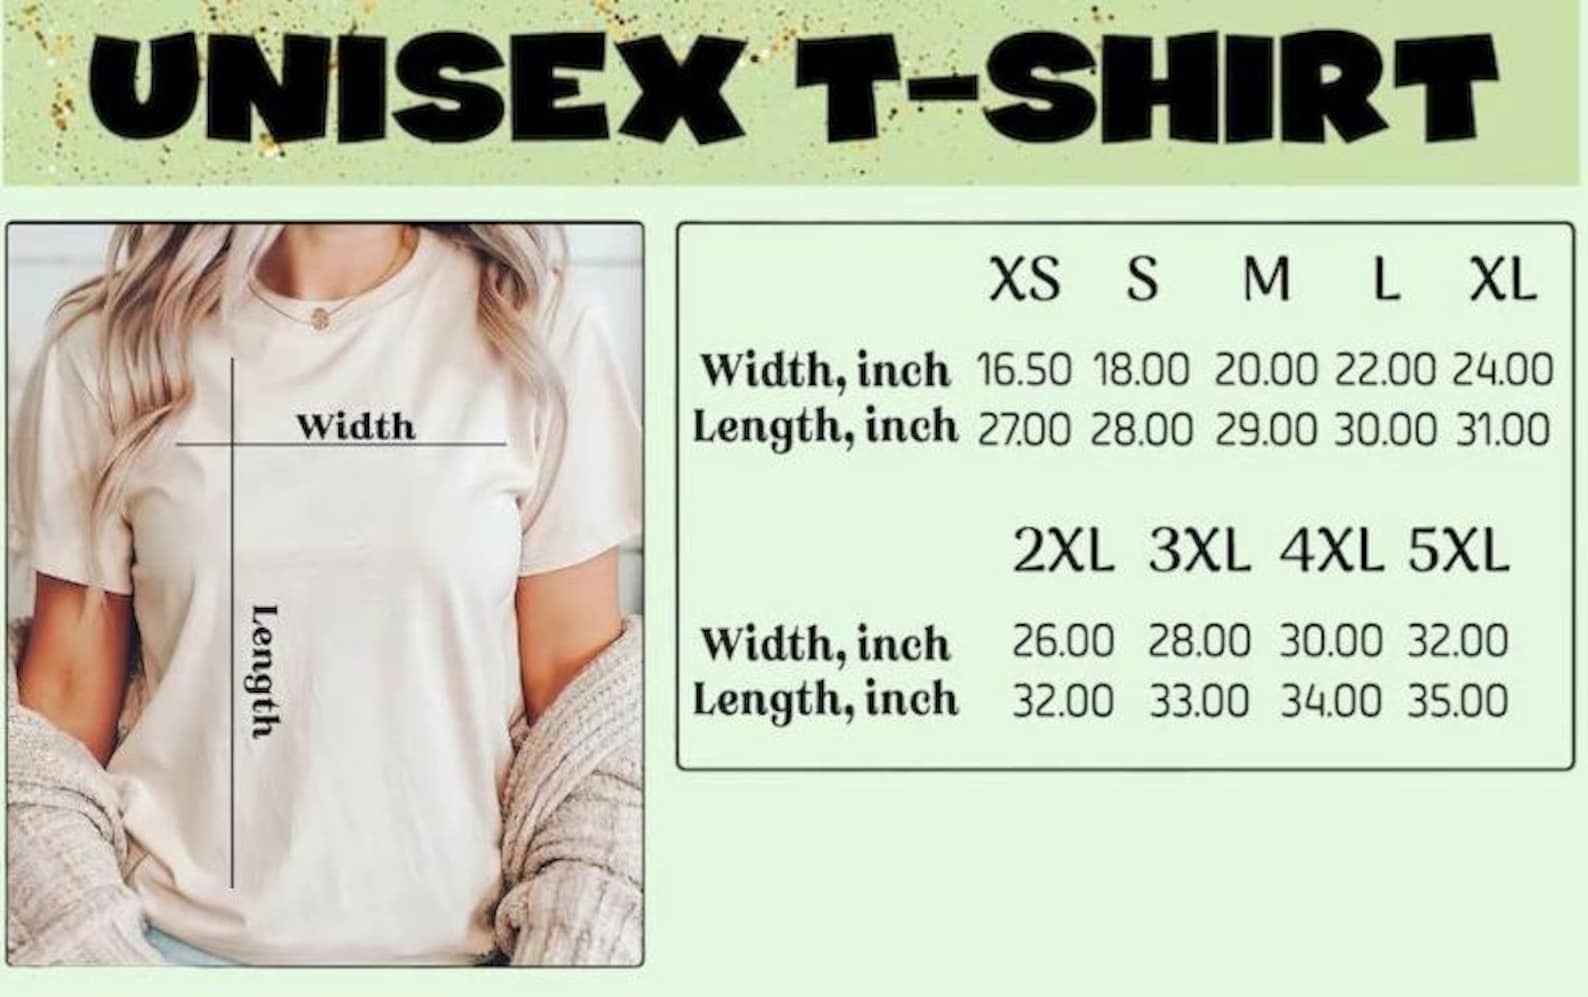 UNISEX T-SHIRT
Width
Length
XS S M L XL
Width, inch 16.50 18.00 20.00 22.00 24.00
Length, inch 27.00 28.00 29.00 30.00 31.00
2XL 3XL 4XL 5XL
Width, inch 26.00 28.00 30.00 32.00
Length, inch 32.00 33.00 34.00 35.00